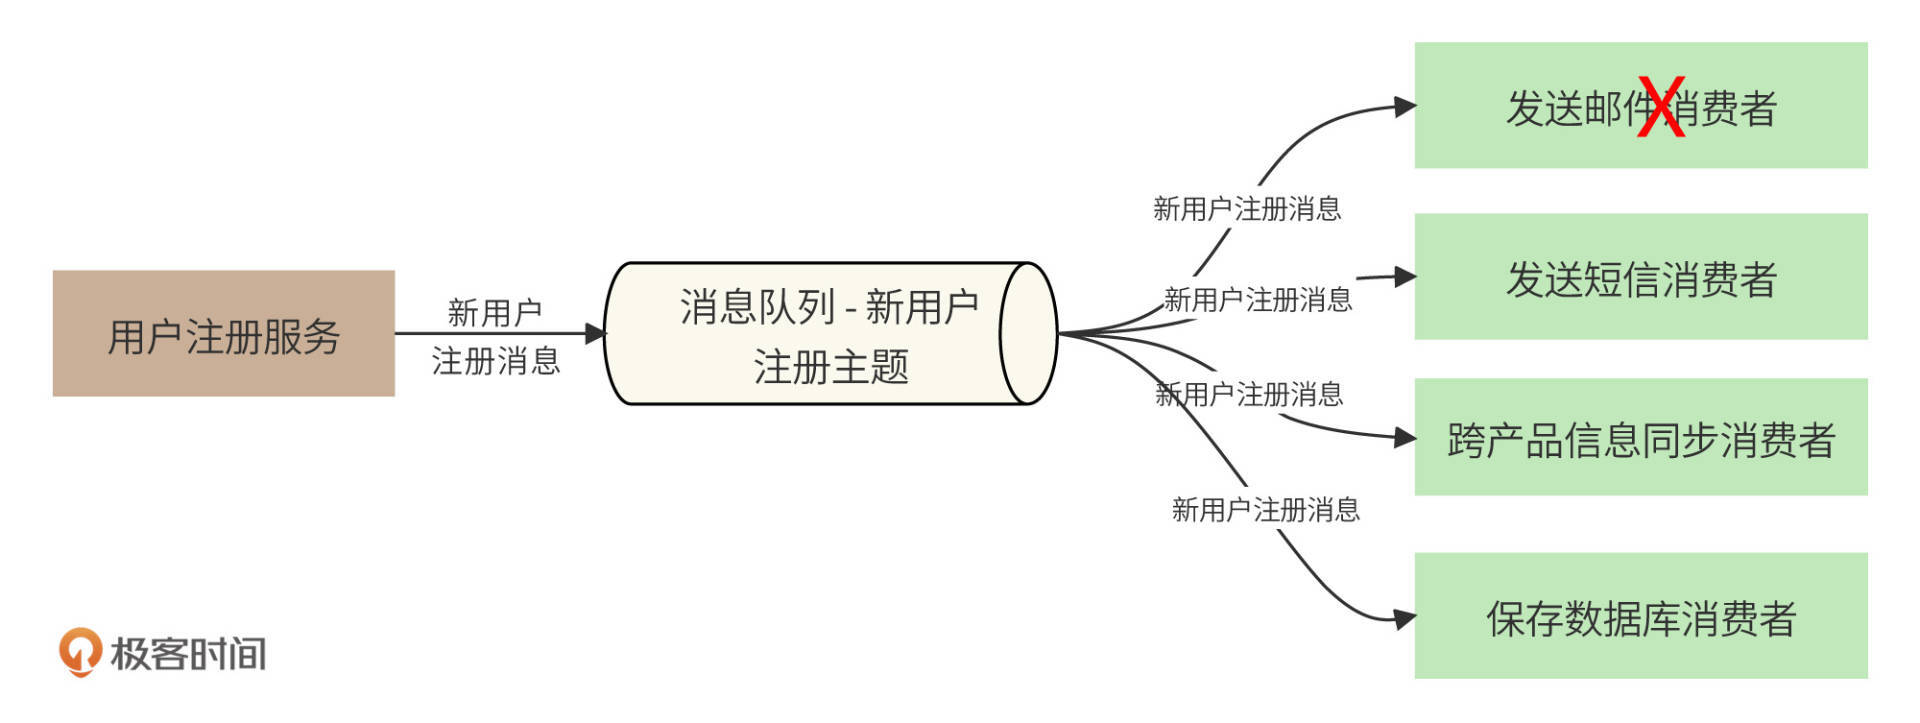 发送邮件消费者
X
新用户注册消息
发送短信消费者
新用户注册消息
用户注册服务
新用户
注册消息
消息队列 - 新用户
注册主题
新用户注册消息
跨产品信息同步消费者
新用户注册消息
保存数据库消费者
极客时间